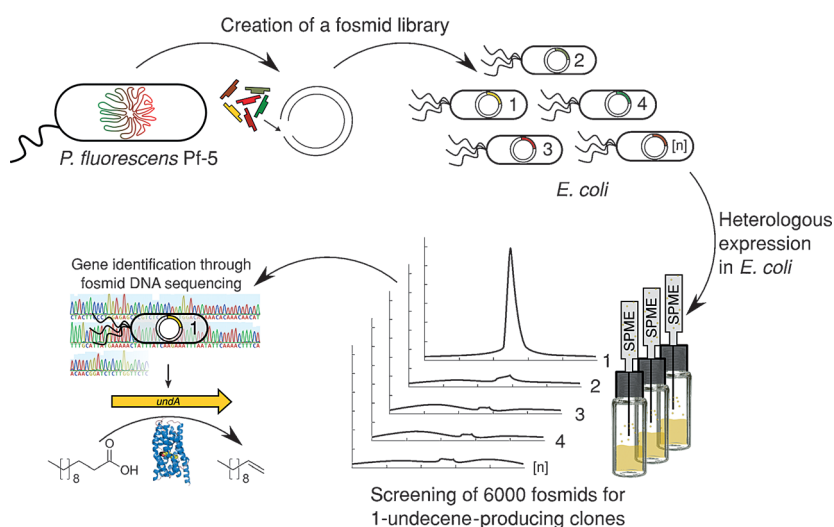 Creation of a fosmid library
2
1
4
3
[n]
P. fluorescens Pf-5
E. coli
Heterologous
expression
in E. coli
Gene identification through
fosmid DNA sequencing
1
undA
O
OH
8
8
SPME
SPME
SPME
1
2
3
4
[n]
Screening of 6000 fosmids for
1-undecene-producing clones